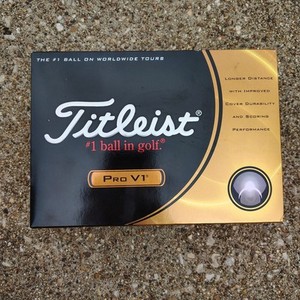 THE #1 BALL ON WORLDWIDE TOURS
LONGER DISTANCE
WITH IMPROVED
COVER DURABILITY
AND SCORING
PERFORMANCE
Titleist®
#1 ball in golf.®
PRO V1®